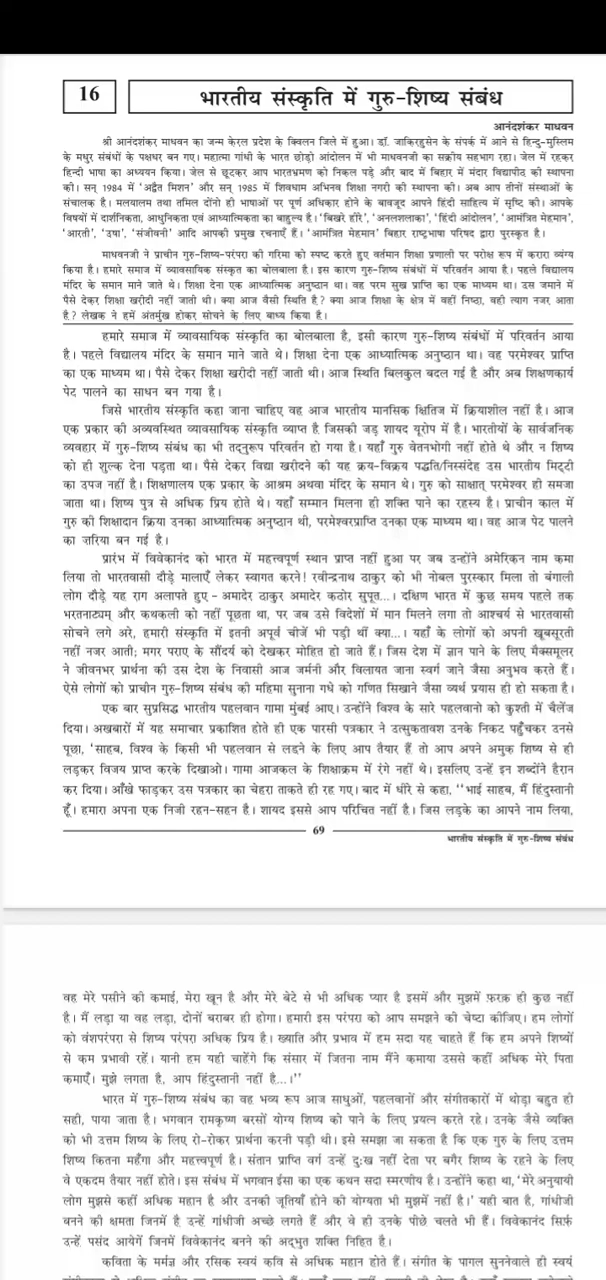 16
भारतीय संस्कृति में गुरु-शिष्य संबंध
आनंदशंकर माधवन
श्री आनंदशंकर माधवन का जन्म केरल प्रदेश के क्विलन जिले में हुआ। डॉ. जाकिरहुसेन के संपर्क में आने से हिन्दु-मुस्लिम
के मधुर संबंधों के पक्षधर बन गए। महात्मा गांधी के भारत छोड़ो आंदोलन में भी माधवनजी का सक्रीय सहभाग रहा। जेल में रहकर
हिन्दी भाषा का अध्ययन किया। जेल से छूटकर आप भारतभ्रमण को निकल पड़े और बाद में बिहार में मंदार विद्यापीठ की स्थापना
की। सन् 1984 में 'अद्वैत मिशन' और सन् 1985 में शिवधाम अभिनव शिक्षा नगरी की स्थापना की। अब आप तीनों संस्थाओं के
संचालक है। मलयालम तथा तमिल दोंनो ही भाषाओं पर पूर्ण अधिकार होने के बावजूद आपने हिंदी साहित्य में सृष्टि की। आपके
विषयों में दार्शनिकता, आधुनिकता एवं आध्यात्मिकता का बाहुल्य है। 'बिखरे हीरे', 'अनलशलाका', 'हिंदी आंदोलन', 'आमंत्रित मेहमान',
'आरती', 'उषा', 'संजीवनी' आदि आपकी प्रमुख रचनाएँ हैं। 'आमंत्रित मेहमान' बिहार राष्ट्रभाषा परिषद द्वारा पुरस्कृत है।
माधवनजी ने प्राचीन गुरु-शिष्य-परंपरा की गरिमा को स्पष्ट करते हुए वर्तमान शिक्षा प्रणाली पर परोक्ष रूप में करारा व्यंग्य
किया है। हमारे समाज में व्यावसायिक संस्कृत का बोलबाला है। इस कारण गुरु-शिष्य संबंधों में परिवर्तन आया है। पहले विद्यालय
मंदिर के समान माने जाते थे। शिक्षा देना एक आध्यात्मिक अनुष्ठान था। वह परम सुख प्राप्ति का एक माध्यम था। उस जमाने में
पैसे देकर शिक्षा खरीदी नहीं जाती थी। क्या आज वैसी स्थिति है? क्या आज शिक्षा के क्षेत्र में वही निष्ठा, वही त्याग नजर आता
है? लेखक ने हमें अंतर्मुख होकर सोचने के लिए बाध्य किया है।
हमारे समाज में व्यावसायिक संस्कृति का बोलबाला है, इसी कारण गुरु-शिष्य संबंधों में परिवर्तन आया
है। पहले विद्यालय मंदिर के समान माने जाते थे। शिक्षा देना एक आध्यात्मिक अनुष्ठान था। वह परमेश्वर प्राप्ति
का एक माध्यम था। पैसे देकर शिक्षा खरीदी नहीं जाती थी। आज स्थिति बिलकुल बदल गई है और अब शिक्षणकार्य
पेट पालने का साधन बन गया है।
जिसे भारतीय संस्कृति कहा जाना चाहिए वह आज भारतीय मानसिक क्षितिज में क्रियाशील नहीं है। आज
एक प्रकार की अव्यवस्थित व्यावसायिक संस्कृति व्याप्त है जिसकी जड़ शायद यूरोप में है। भारतीयों के सार्वजनिक
व्यवहार में गुरु-शिष्य संबंध का भी तद्नुरूप परिवर्तन हो गया है। यहाँ गुरु वेतनभोगी नहीं होते थे और न शिष्य
को ही शुल्क देना पड़ता था। पैसे देकर विद्या खरीदने की यह क्रय-विक्रय पद्धति/निस्संदेह उस भारतीय मिट्टी
का उपज नहीं है। शिक्षणालय एक प्रकार के आश्रम अथवा मंदिर के समान थे। गुरु को साक्षात् परमेश्वर ही समझा
जाता था। शिष्य पुत्र से अधिक प्रिय होते थे। यहाँ सम्मान मिलना ही शक्ति पाने का रहस्य है। प्राचीन काल में
गुरु की शिक्षादान क्रिया उनका आध्यात्मिक अनुष्ठान थी, परमेश्वरप्राप्ति उनका एक माध्यम था। वह आज पेट पालने
का ज़रिया बन गई है।
प्रारंभ में विवेकानंद को भारत में महत्त्वपूर्ण स्थान प्राप्त नहीं हुआ पर जब उन्होंने अमेरिकन नाम कमा
लिया तो भारतवासी दौड़े मालाएँ लेकर स्वागत करने! रवीन्द्रनाथ ठाकुर को भी नोबल पुरस्कार मिला तो बंगाली
लोग दौड़े यह राग अलापते हुए - अमादेर ठाकुर अमादेर कठोर सुपूत...। दक्षिण भारत में कुछ समय पहले तक
भरतनाट्यम् और कथकली को नहीं पूछता था, पर जब उसे विदेशों में मान मिलने लगा तो आश्चर्य से भारतवासी
सोचने लगे अरे, हमारी संस्कृति में इतनी अपूर्व चीजें भी पड़ी थीं क्या...। यहाँ के लोगों को अपनी खूबसूरती
नहीं नजर आती; मगर पराए के सौंदर्य को देखकर मोहित हो जाते हैं। जिस देश में ज्ञान पाने के लिए मैक्समूलर
ने जीवनभर प्रार्थना की उस देश के निवासी आज जर्मनी और विलायत जाना स्वर्ग जाने जैसा अनुभव करते हैं।
ऐसे लोगों को प्राचीन गुरु-शिष्य संबंध की महिमा सुनाना गधे को गणित सिखाने जैसा व्यर्थ प्रयास ही हो सकता है।
एक बार सुप्रसिद्ध भारतीय पहलवान गामा मुंबई आए। उन्होंने विश्व के सारे पहलवानो को कुश्ती में चैलेंज
दिया। अखबारों में यह समाचार प्रकाशित होते ही एक पारसी पत्रकार ने उत्सुकतावश उनके निकट पहुँचकर उनसे
पूछा, 'साहब, विश्व के किसी भी पहलवान से लडने के लिए आप तैयार हैं तो आप अपने अमुक शिष्य से ही
लड़कर विजय प्राप्त करके दिखाओ। गामा आजकल के शिक्षाक्रम में रंगे नहीं थे। इसलिए उन्हें इन शब्दोंने हैरान
कर दिया। आँखे फाड़कर उस पत्रकार का चेहरा ताकते ही रह गए। बाद में धीरे से कहा, ''भाई साहब, मैं हिंदुस्तानी
हूँ। हमारा अपना एक निजी रहन-सहन है। शायद इससे आप परिचित नहीं है। जिस लड़के का आपने नाम लिया,
69
भारतीय संस्कृति में गुरु-शिष्य संबंध
वह मेरे पसीने की कमाई, मेरा खून है और मेरे बेटे से भी अधिक प्यार है इसमें और मुझमें फ़रक़ ही कुछ नहीं
है। मैं लड़ा या वह लड़ा, दोनों बराबर ही होगा। हमारी इस परंपरा को आप समझने की चेष्टा कीजिए। हम लोगों
को वंशपरंपरा से शिष्य परंपरा अधिक प्रिय है। ख्याति और प्रभाव में हम सदा यह चाहते हैं कि हम अपने शिष्यों
से कम प्रभावी रहें। यानी हम यही चाहेंगे कि संसार में जितना नाम मैंने कमाया उससे कहीं अधिक मेरे पिता
कमाएँ। मुझे लगता है, आप हिंदुस्तानी नहीं है...।''
भारत में गुरु-शिष्य संबंध का वह भव्य रूप आज साधुओं, पहलवानों और संगीतकारों में थोड़ा बहुत ही
सही, पाया जाता है। भगवान रामकृष्ण बरसों योग्य शिष्य को पाने के लिए प्रयत्न करते रहे। उनके जैसे व्यक्ति
को भी उत्तम शिष्य के लिए रो-रोकर प्रार्थना करनी पड़ी थी। इसे समझा जा सकता है कि एक गुरु के लिए उत्तम
शिष्य कितना महँगा और महत्त्वपूर्ण है। संतान प्राप्ति वर्ग उन्हें दुःख नहीं देता पर बगैर शिष्य के रहने के लिए
वे एकदम तैयार नहीं होते। इस संबंध में भगवान ईसा का एक कथन सदा स्मरणीय है। उन्होंने कहा था, 'मेरे अनुयायी
लोग मुझसे कहीं अधिक महान है और उनकी जूतियाँ होने की योग्यता भी मुझमें नहीं है।' यही बात है, गांधीजी
बनने की क्षमता जिनमें है उन्हें गांधीजी अच्छे लगते हैं और वे ही उनके पीछे चलते भी हैं। विवेकानंद सिर्फ़
उन्हें पसंद आयेगें जिनमें विवेकानंद बनने की अद्भुत शक्ति निहित है।
कविता के मर्मज्ञ और रसिक स्वयं कवि से अधिक महान होते हैं। संगीत के पागल सुननेवाले ही स्वयं